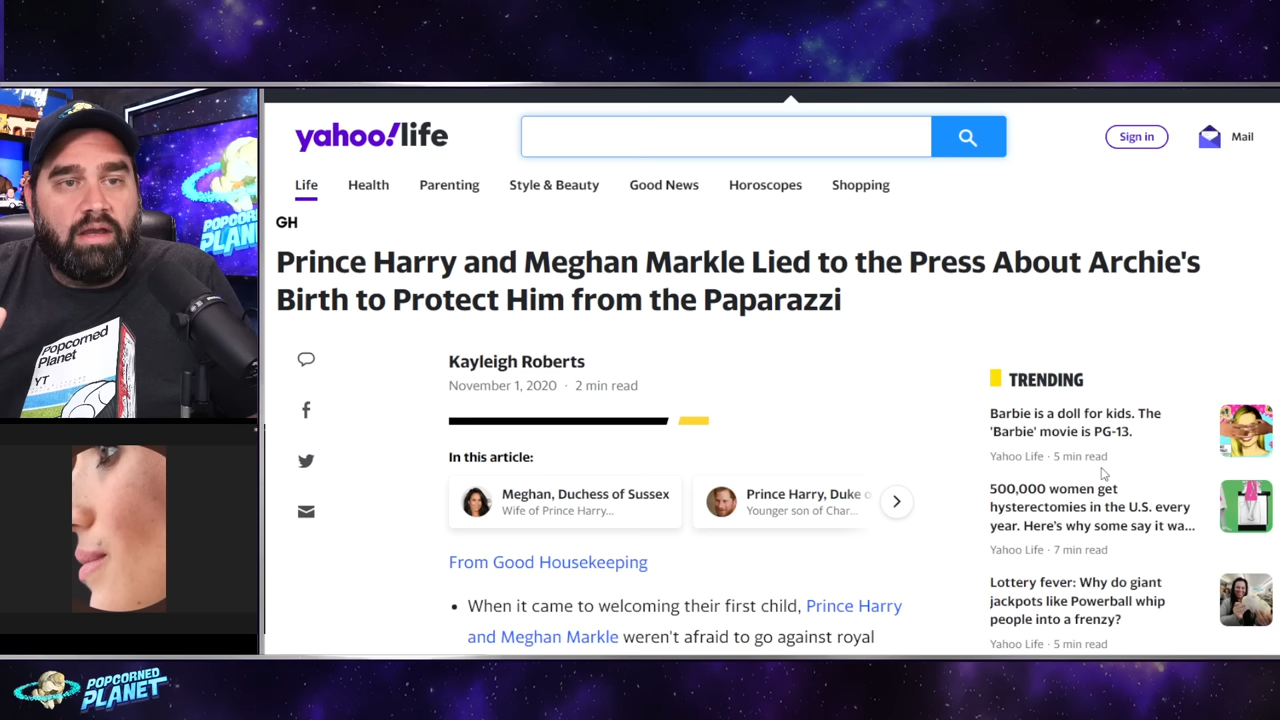 yahoo!life
Sign in
Mail
Life
Health
Parenting
Style & Beauty
Good News
Horoscopes
Shopping
GH
Prince Harry and Meghan Markle Lied to the Press About Archie's
Birth to Protect Him from the Paparazzi
Kayleigh Roberts
November 1, 2020 · 2 min read
In this article:
Meghan, Duchess of Sussex
Wife of Prince Harry...
Prince Harry, Duke o
Younger son of Char...
From Good Housekeeping
• When it came to welcoming their first child, Prince Harry
and Meghan Markle weren't afraid to go against royal
TRENDING
Barbie is a doll for kids. The
'Barbie' movie is PG-13.
Yahoo Life · 5 min read
500,000 women get
hysterectomies in the U.S. every
year. Here's why some say it wa...
Yahoo Life · 7 min read
Lottery fever: Why do giant
jackpots like Powerball whip
people into a frenzy?
Yahoo Life · 5 min read
POPCOR
PLAN
Popcorned
Planet
YT
POPCORNED
PLANET